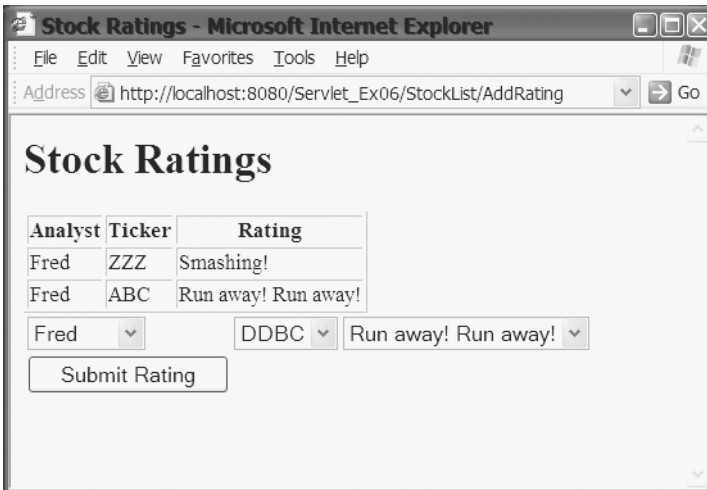 Stock Ratings - Microsoft Internet Explorer
File Edit View Favorites Tools Help
Address http://localhost:8080/Servlet_Ex06/StockList/AddRating Go
Stock Ratings
Analyst Ticker Rating
Fred ZZZ Smashing!
Fred ABC Run away! Run away!
Fred DDBC Run away! Run away!
Submit Rating